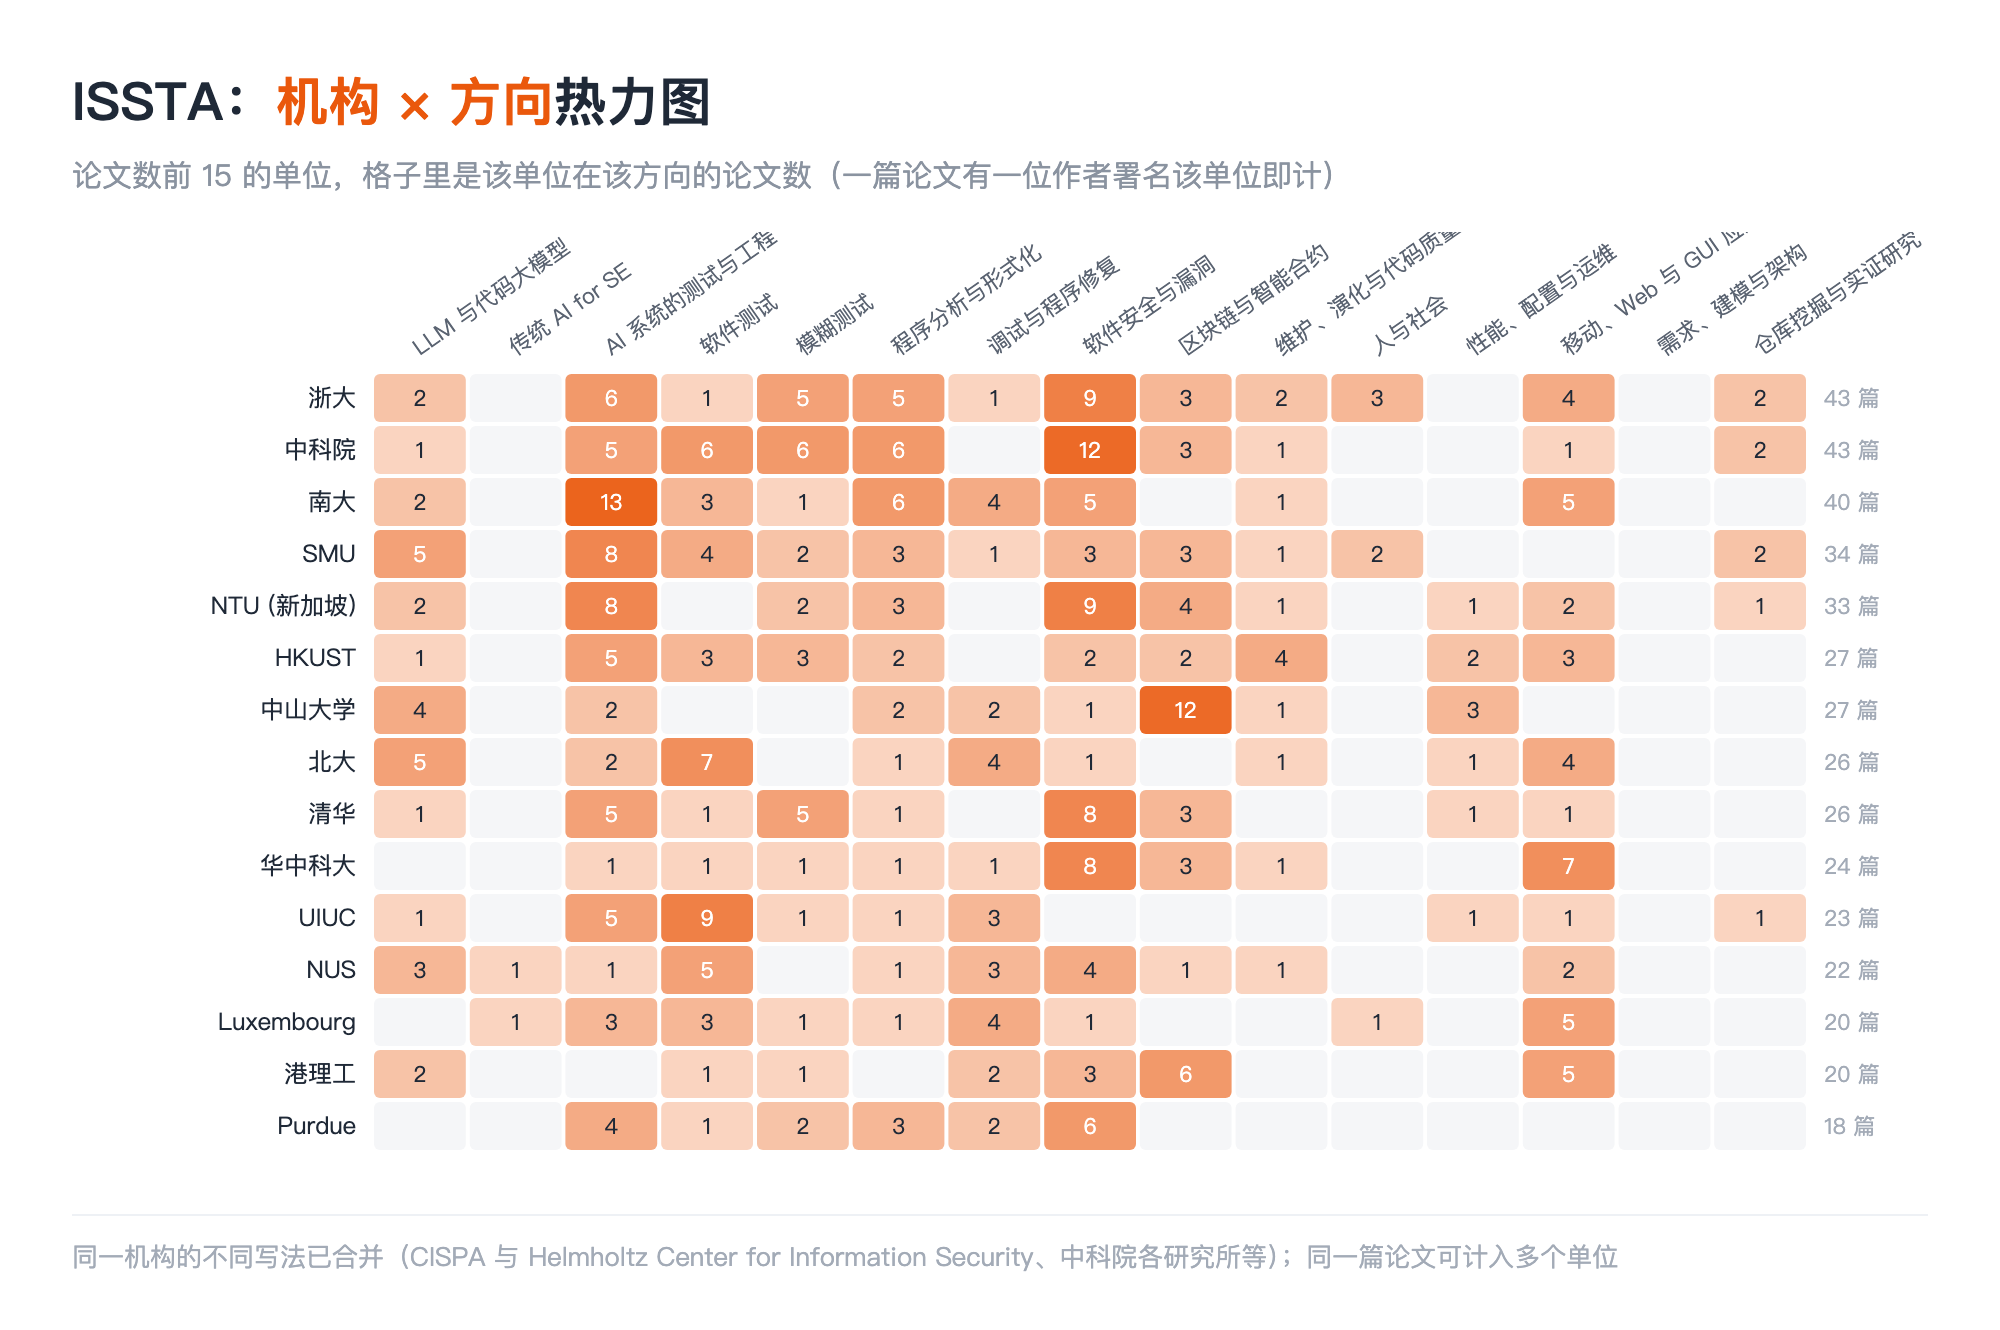 ISSTA：机构 × 方向热力图
论文数前 15 的单位，格子里是该单位在该方向的论文数（一篇论文有一位作者署名该单位即计）
LLM 与代码大模型
传统 AI for SE
AI 系统的测试与工程
软件测试
模糊测试
程序分析与形式化
调试与程序修复
软件安全与漏洞
区块链与智能合约
维护、演化与代码质量
人与社会
性能、配置与运维
移动、Web 与 GUI 应
需求、建模与架构
仓库挖掘与实证研究
浙大 2 6 1 5 5 1 9 3 2 3 4 2 43 篇
中科院 1 5 6 6 6 12 3 1 1 2 43 篇
南大 2 13 3 1 6 4 5 1 5 40 篇
SMU 5 8 4 2 3 1 3 3 1 2 2 34 篇
NTU (新加坡) 2 8 2 3 9 4 1 1 2 1 33 篇
HKUST 1 5 3 3 2 2 2 4 2 3 27 篇
中山大学 4 2 2 2 1 12 1 3 27 篇
北大 5 2 7 1 4 1 1 1 4 26 篇
清华 1 5 1 5 1 8 3 1 1 26 篇
华中科大 1 1 1 1 1 8 3 1 7 24 篇
UIUC 1 5 9 1 1 3 1 1 1 23 篇
NUS 3 1 1 5 1 3 4 1 1 2 22 篇
Luxembourg 1 3 3 1 1 4 1 1 5 20 篇
港理工 2 1 1 2 3 6 5 20 篇
Purdue 4 1 2 3 2 6 18 篇
同一机构的不同写法已合并（CISPA 与 Helmholtz Center for Information Security、中科院各研究所等）；同一篇论文可计入多个单位